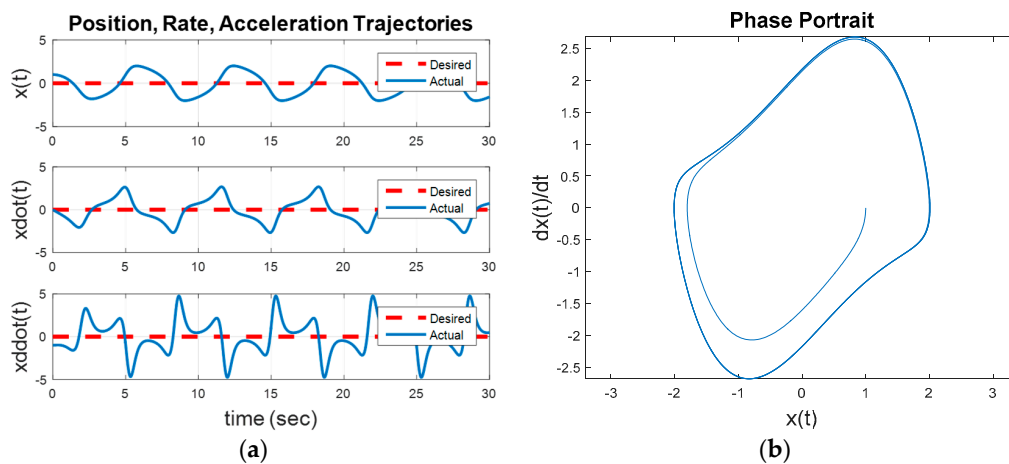 Position, Rate, Acceleration Trajectories
x(t)
5
0
-5
Desired
Actual
0 5 10 15 20 25 30
xdot(t)
5
0
-5
Desired
Actual
0 5 10 15 20 25 30
xddot(t)
5
0
-5
Desired
Actual
0 5 10 15 20 25 30
time (sec)
(a)
Phase Portrait
dx(t)/dt
2.5
2
1.5
1
0.5
0
-0.5
-1
-1.5
-2
-2.5
-3 -2 -1 0 1 2 3
x(t)
(b)